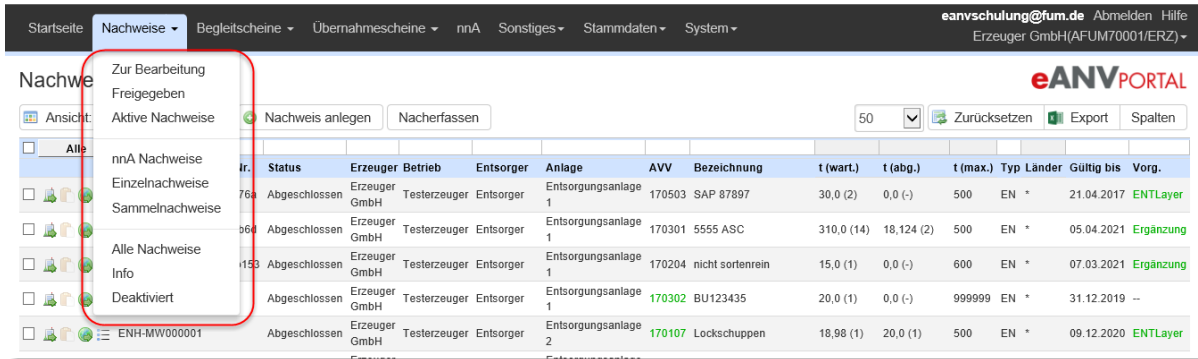 eanvschulung@fum.de Abmelden Hilfe
Startseite Nachweise Begleitscheine Übernahmescheine nnA Sonstiges Stammdaten System
Erzeuger GmbH(AFUM70001/ERZ)
Zur Bearbeitung
Freigegeben
Aktive Nachweise
nnA Nachweise
Einzelnachweise
Sammelnachweise
Alle Nachweise
Info
Deaktiviert
Nachwe
eANVPORTAL
Ansicht: Nachweis anlegen Nacherfassen 50 Zurücksetzen Export Spalten
Alle
Nr. Status Erzeuger Betrieb Entsorger Anlage AVV Bezeichnung t (wart.) t (abg.) t (max.) Typ Länder Gültig bis Vorg.
76a Abgeschlossen Erzeuger GmbH Testerzeuger Entsorger Entsorgungsanlage 1 170503 SAP 87897 30,0 (2) 0,0 (-) 500 EN * 21.04.2017 ENTLayer
b6d Abgeschlossen Erzeuger GmbH Testerzeuger Entsorger Entsorgungsanlage 1 170301 5555 ASC 310,0 (14) 18,124 (2) 500 EN * 05.04.2021 Ergänzung
153 Abgeschlossen Erzeuger GmbH Testerzeuger Entsorger Entsorgungsanlage 1 170204 nicht sortenrein 15,0 (1) 0,0 (-) 600 EN * 07.03.2021 Ergänzung
Abgeschlossen Erzeuger GmbH Testerzeuger Entsorger Entsorgungsanlage 1 170302 BU123435 20,0 (1) 0,0 (-) 999999 EN * 31.12.2019 --
ENH-MW000001 Abgeschlossen Erzeuger GmbH Testerzeuger Entsorger Entsorgungsanlage 2 170107 Lockschuppen 18,98 (1) 20,0 (1) 500 EN * 09.12.2020 ENTLayer